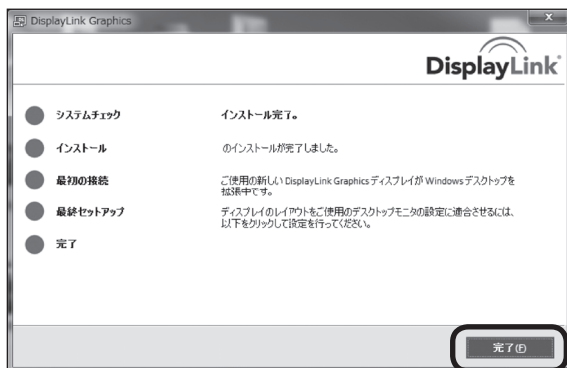 DisplayLink Graphics
DisplayLink
システムチェック
インストール
最初の接続
最終セットアップ
完了
インストール完了。
のインストールが完了しました。
ご使用の新しい DisplayLink Graphics ディスプレイが Windows デスクトップを
拡張中です。
ディスプレイのレイアウトをご使用のデスクトップモニタの設定に適合させるには、
以下をクリックして設定を行ってください。
完了(F)